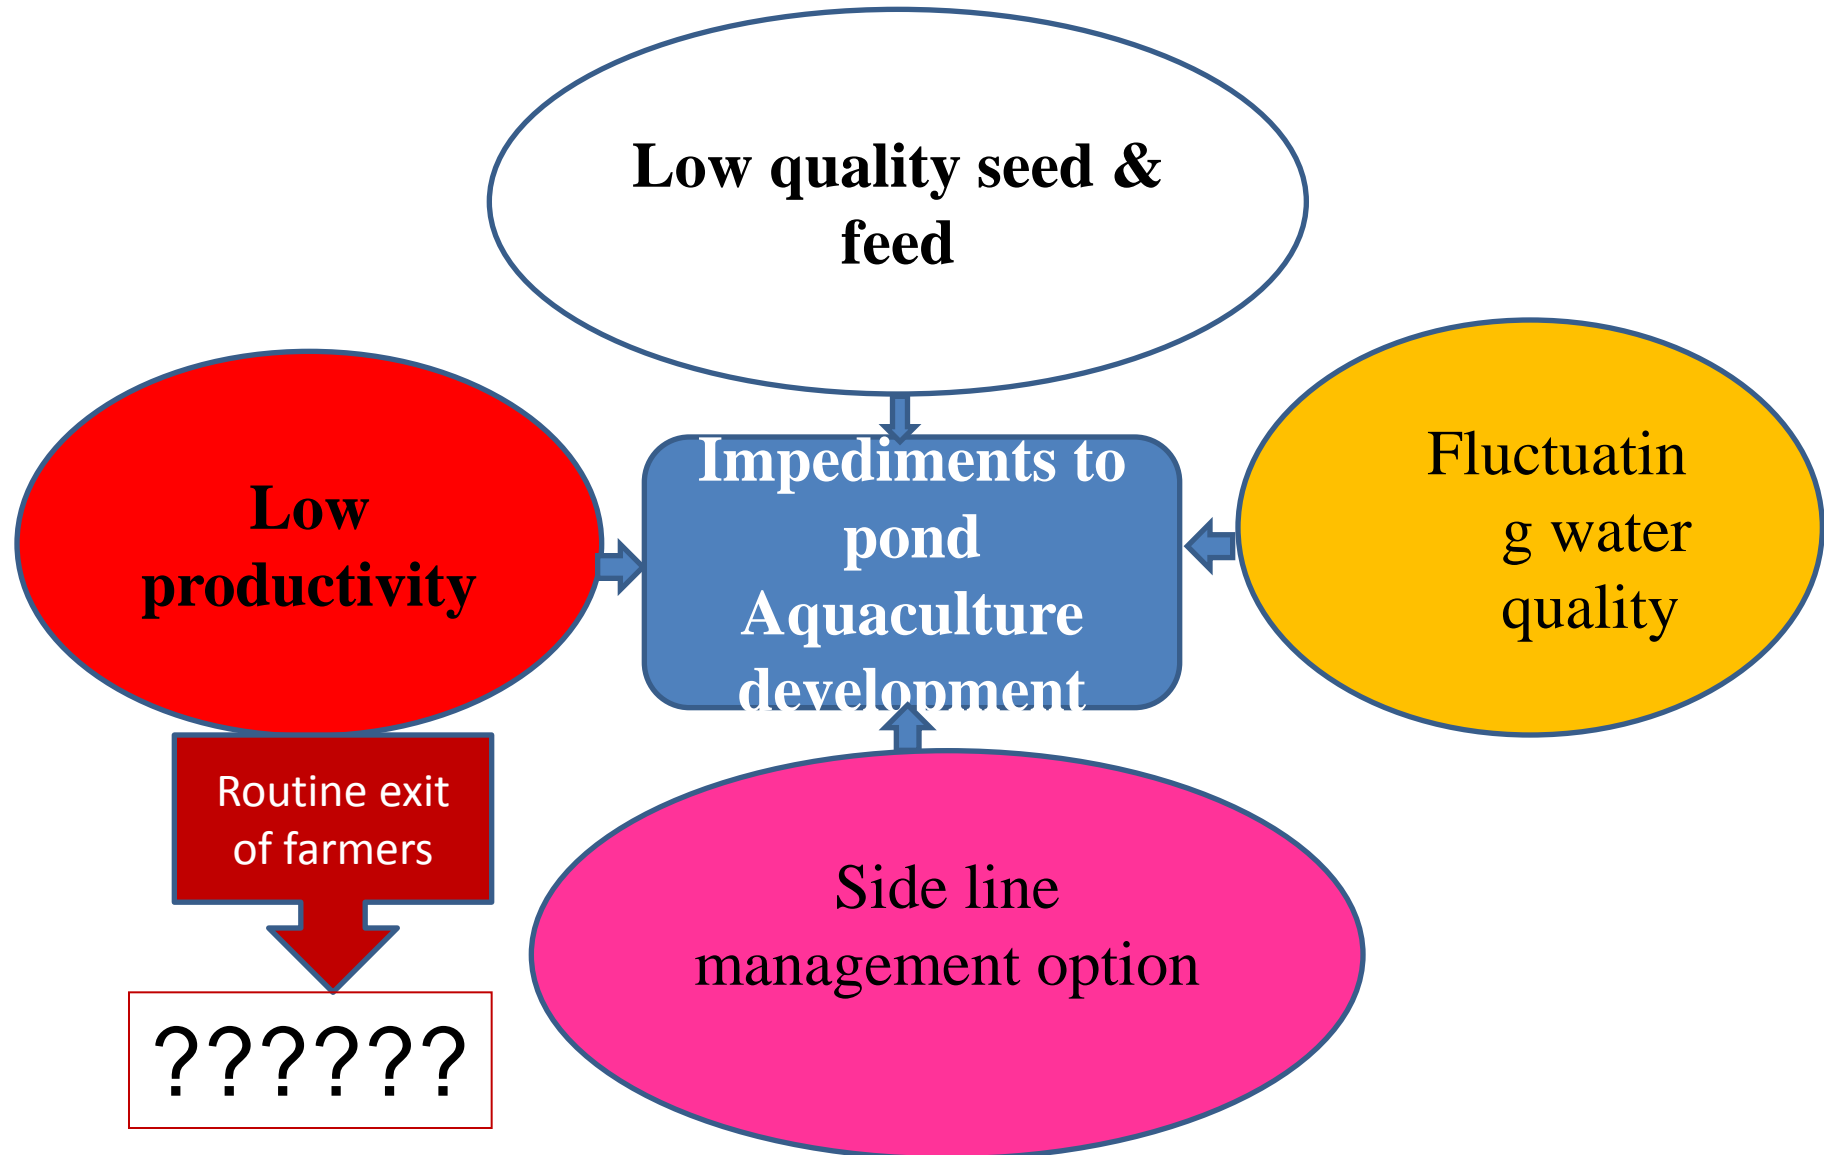 Low quality seed &
feed
Low
productivity
Impediments to
pond
Aquaculture
development
Fluctuatin
g water
quality
Routine exit
of farmers
??????
Side line
management option